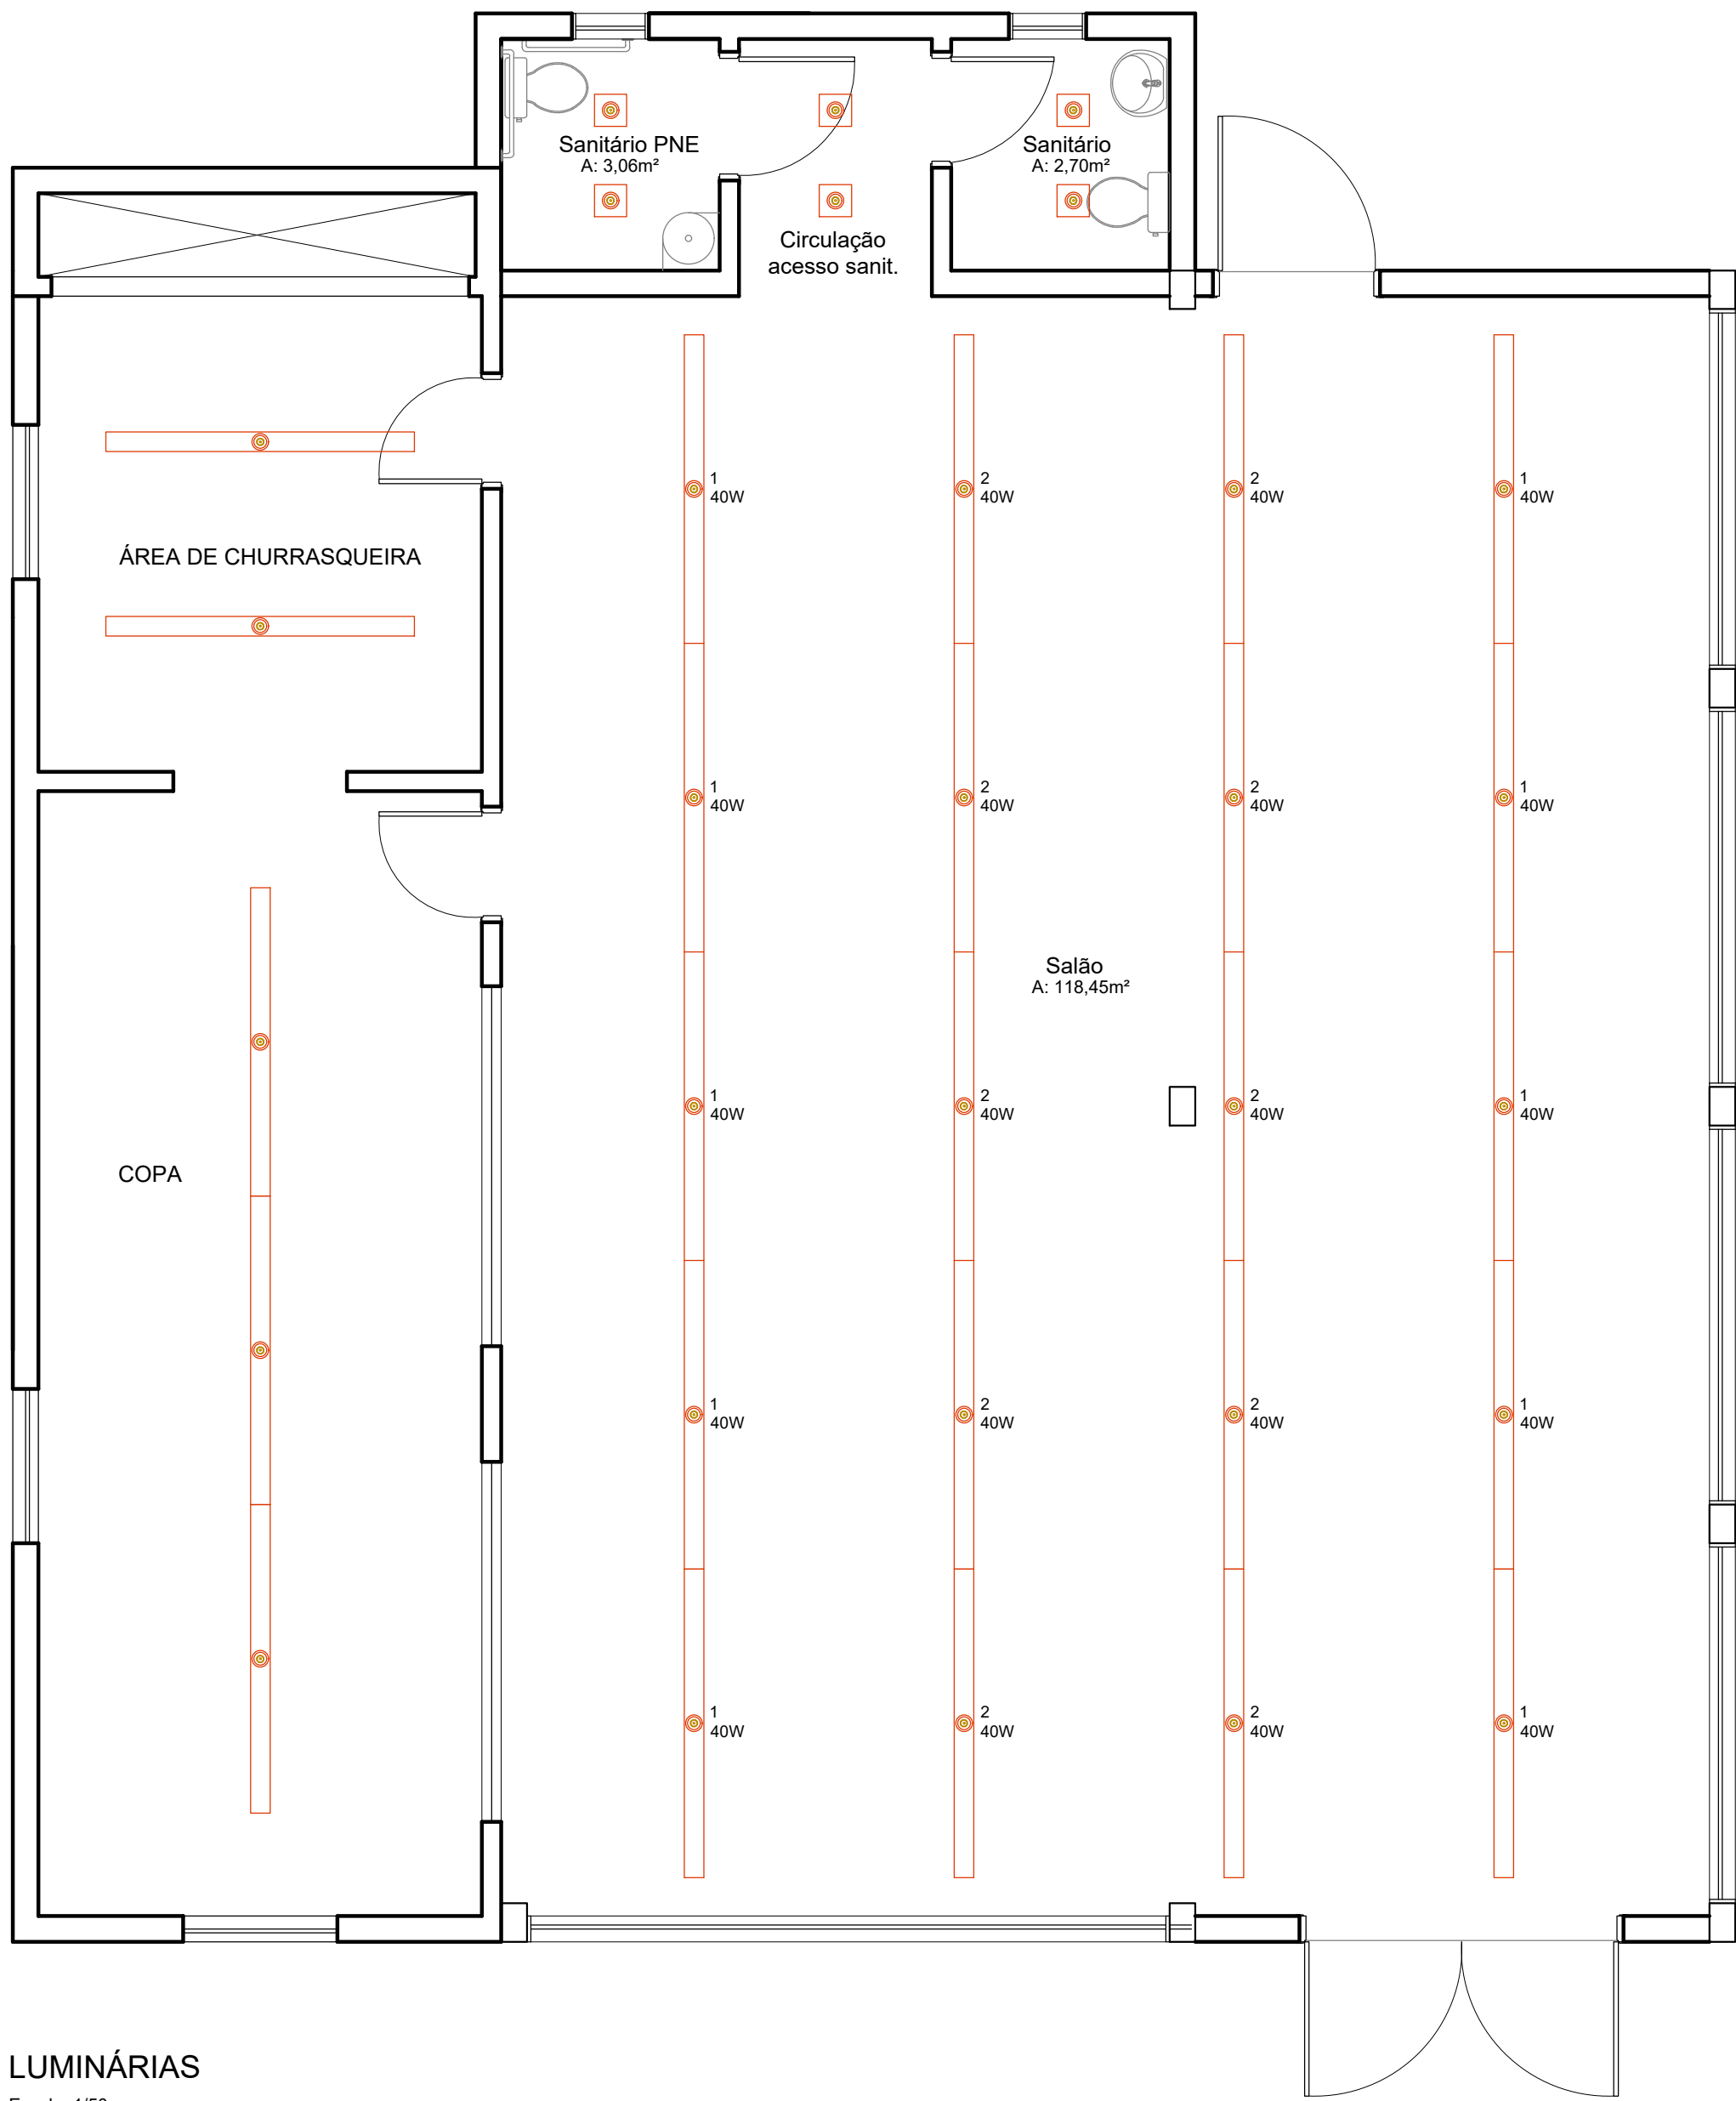 Sanitário PNE
A: 3,06m²
Sanitário
A: 2,70m²
Circulação
acesso sanit.
1
40W
2
40W
2
40W
1
40W
ÁREA DE CHURRASQUEIRA
1
40W
2
40W
2
40W
1
40W
Salão
A: 118,45m²
1
40W
2
40W
2
40W
1
40W
COPA
1
40W
2
40W
2
40W
1
40W
1
40W
2
40W
2
40W
1
40W
LUMINÁRIAS